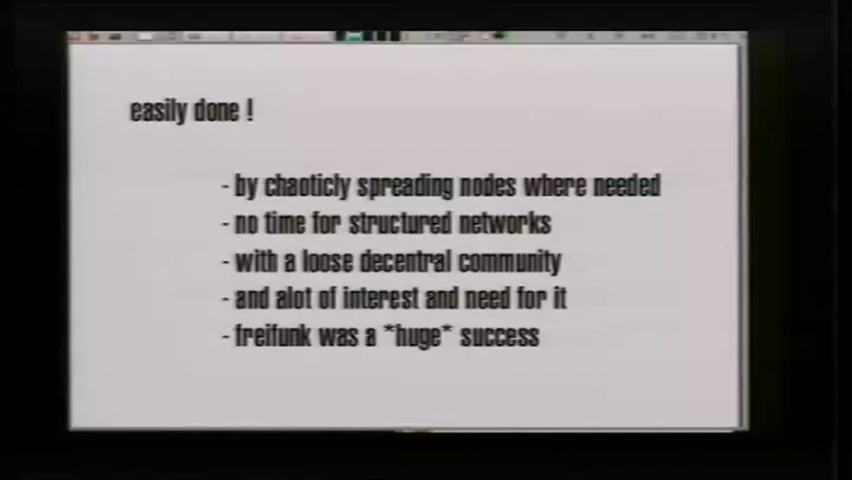 easily done !
- by chaoticly spreading nodes where needed
- no time for structured networks
- with a loose decentral community
- and alot of interest and need for it
- freifunk was a *huge* success